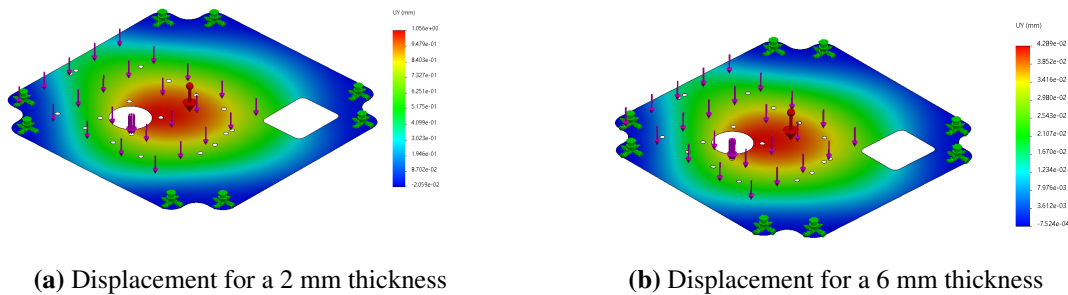 UY (mm)
1.056e+00
9.479e-01
8.403e-01
7.327e-01
6.251e-01
5.175e-01
4.099e-01
3.023e-01
1.946e-01
8.702e-02
-2.059e-02
UY (mm)
4.289e-02
3.852e-02
3.416e-02
2.980e-02
2.543e-02
2.107e-02
1.670e-02
1.234e-02
7.976e-03
3.612e-03
-7.524e-04
(a) Displacement for a 2 mm thickness
(b) Displacement for a 6 mm thickness